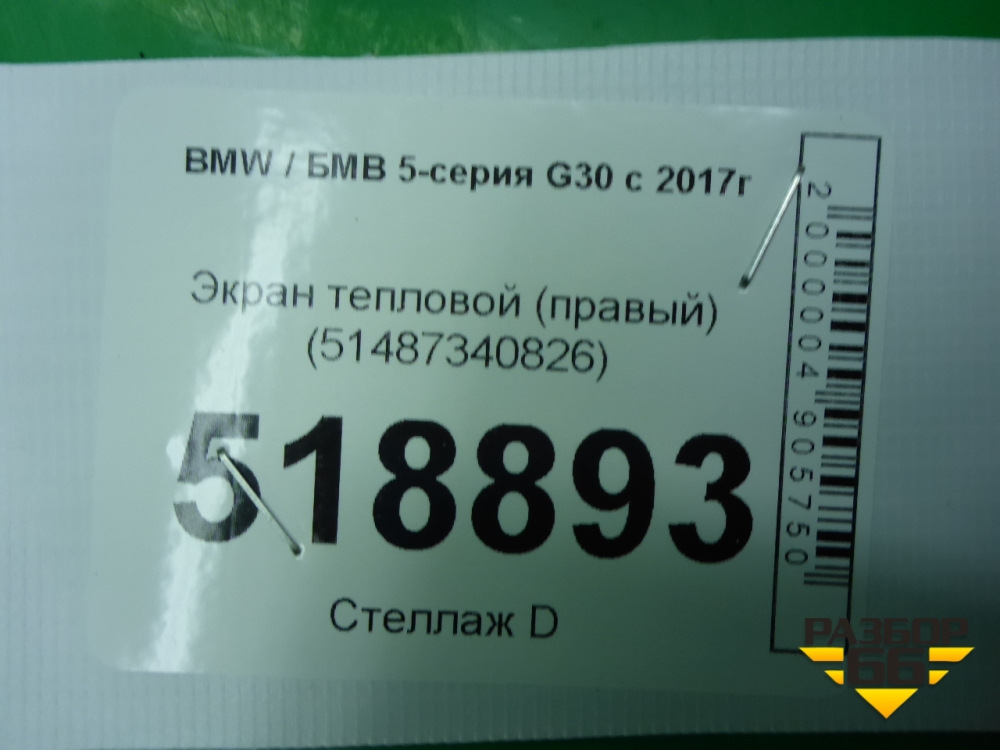 BMW / БМВ 5-серия G30 с 2017г
Экран тепловой (правый)
(51487340826)
518893
Стеллаж D
2000004905750
РАЗБОР
66